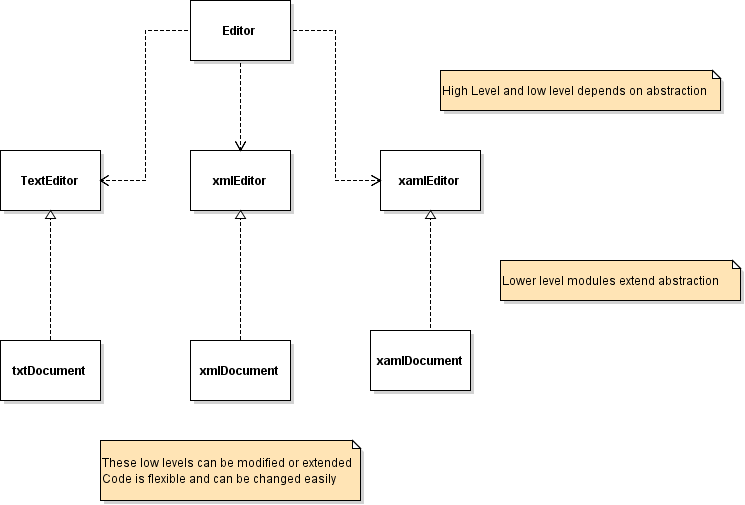 Editor
High Level and low level depends on abstraction
TextEditor
xmlEditor
xamlEditor
Lower level modules extend abstraction
txtDocument
xmlDocument
xamlDocument
These low levels can be modified or extended
Code is flexible and can be changed easily